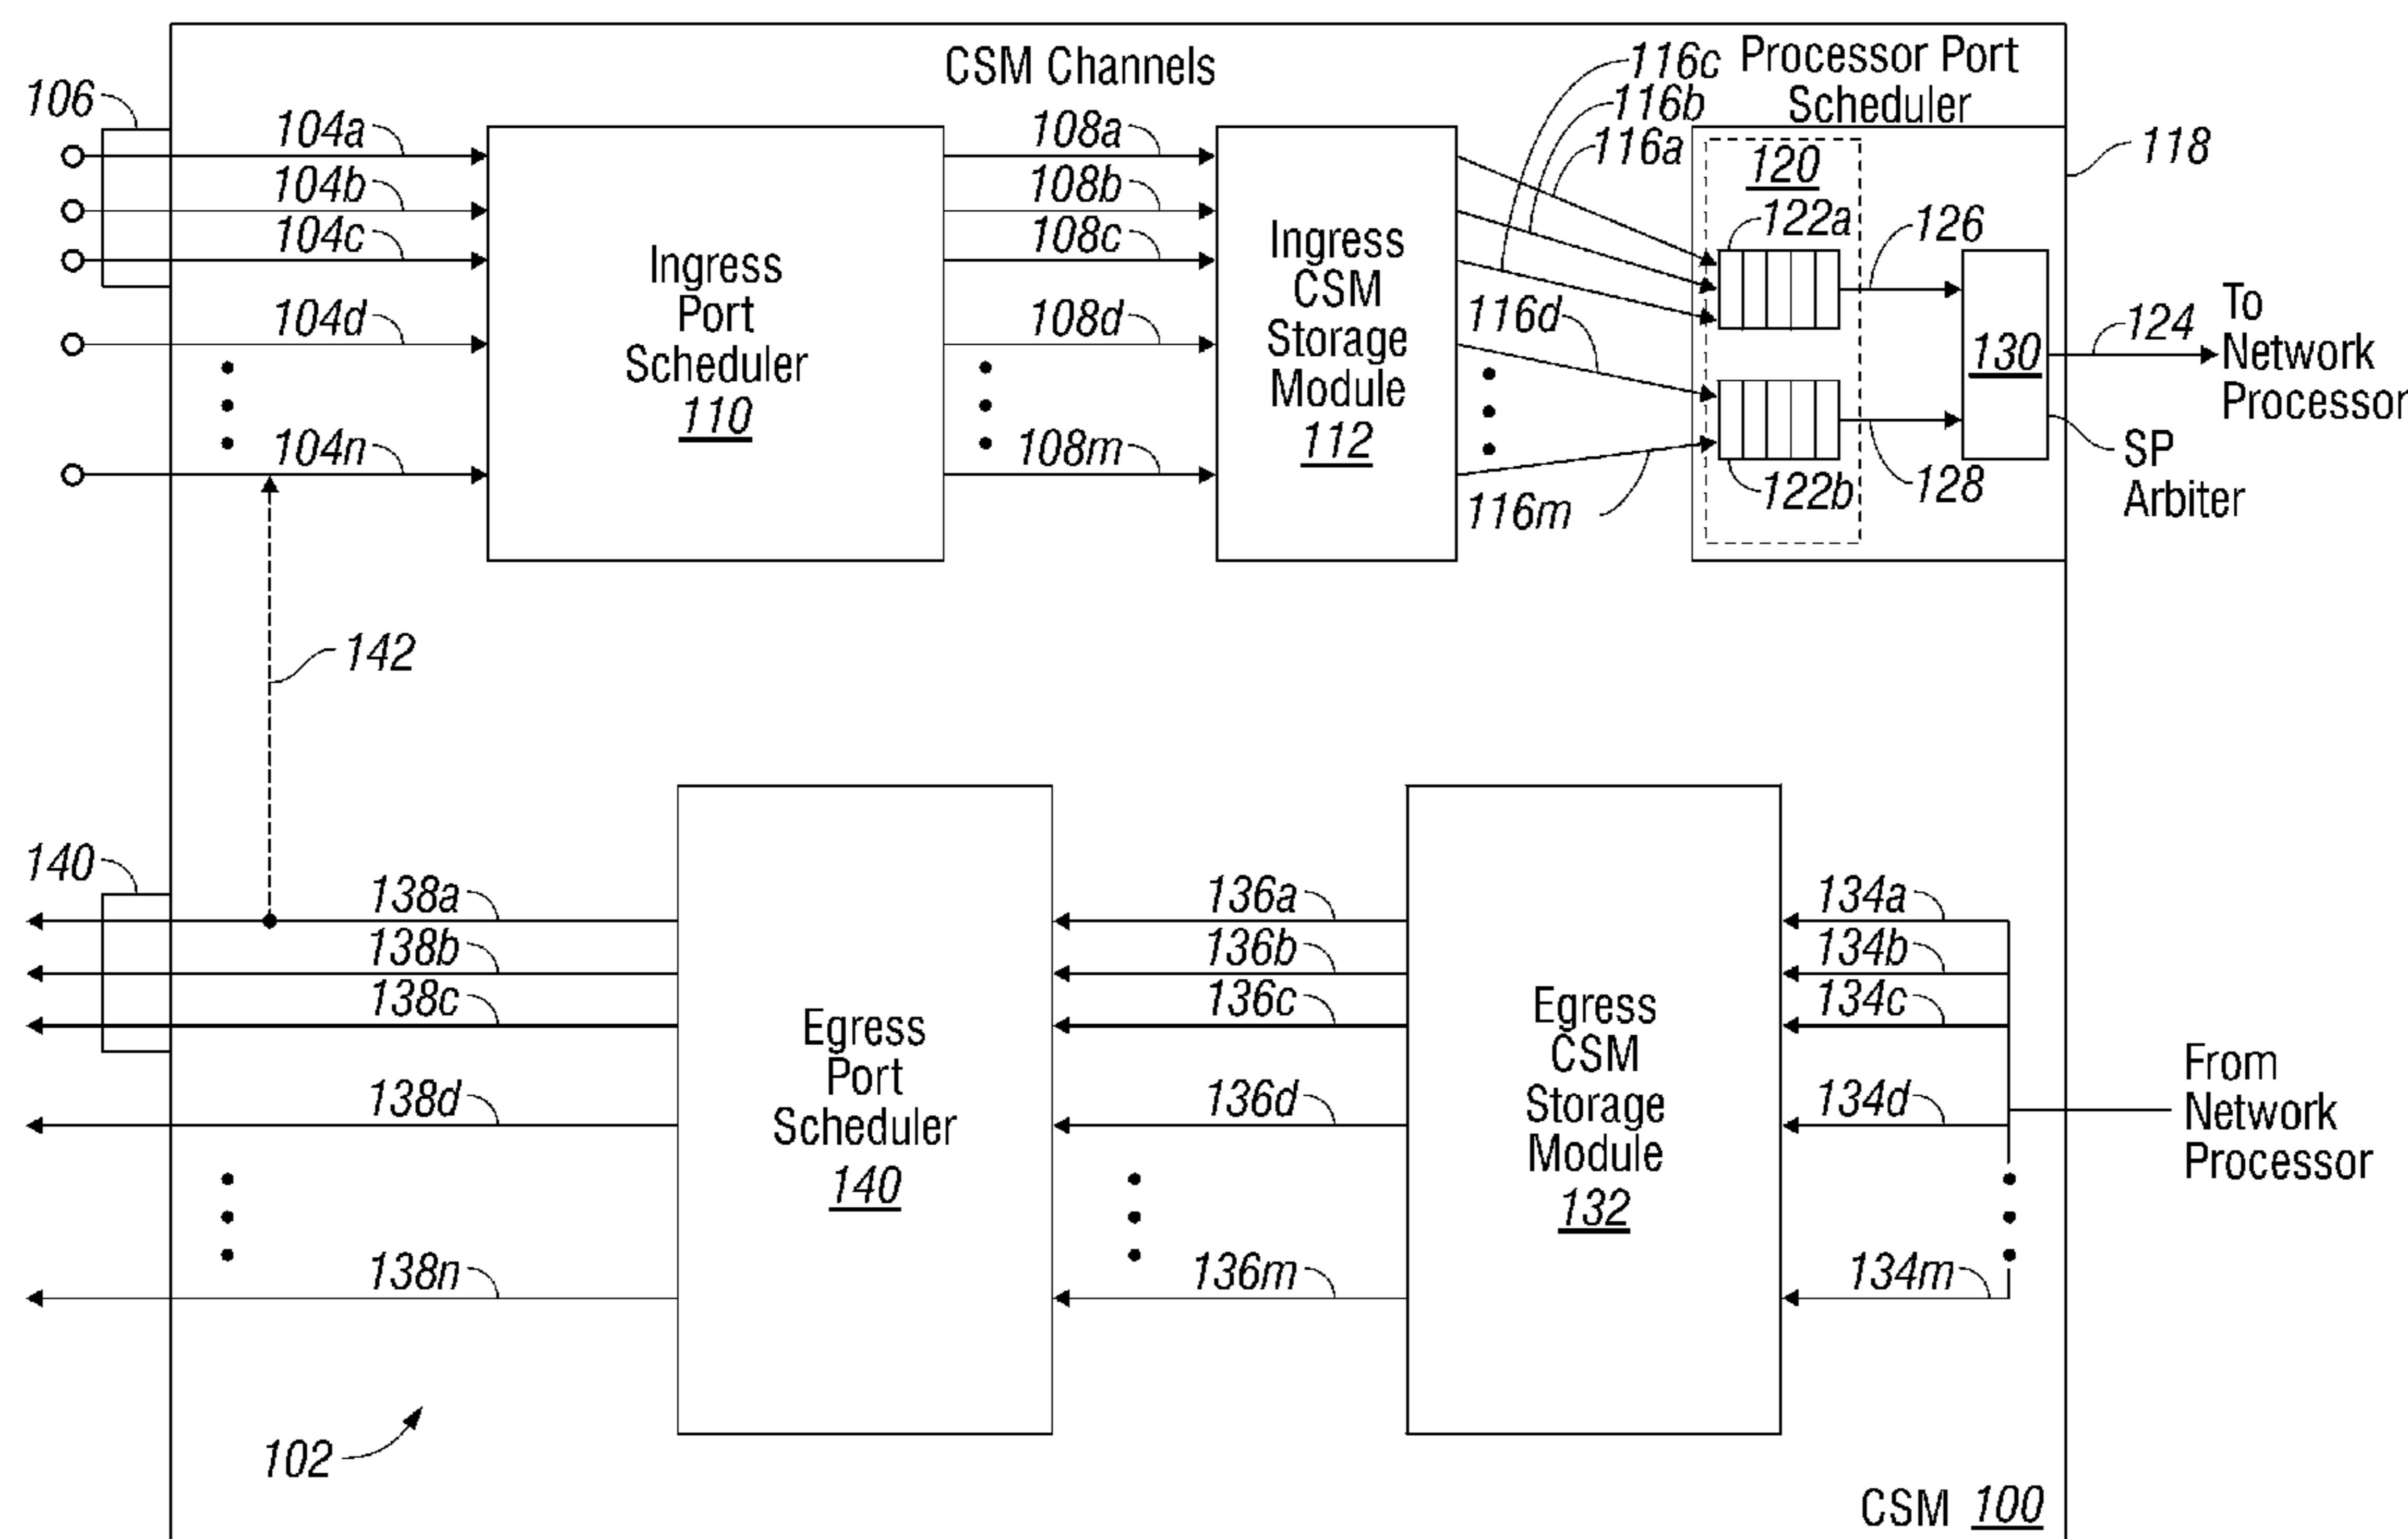 CSM Channels
Processor Port
Scheduler
106
104a
104b
104c
104d
104n
Ingress
Port
Scheduler
110
108a
108b
108c
108d
108m
Ingress
CSM
Storage
Module
112
116c
116b
116a
116d
116m
118
120
122a
122b
126
128
130
124
To
Network
Processor
SP
Arbiter
142
140
138a
138b
138c
138d
138n
Egress
Port
Scheduler
140
136a
136b
136c
136d
136m
Egress
CSM
Storage
Module
132
134a
134b
134c
134d
134m
From
Network
Processor
102
CSM 100